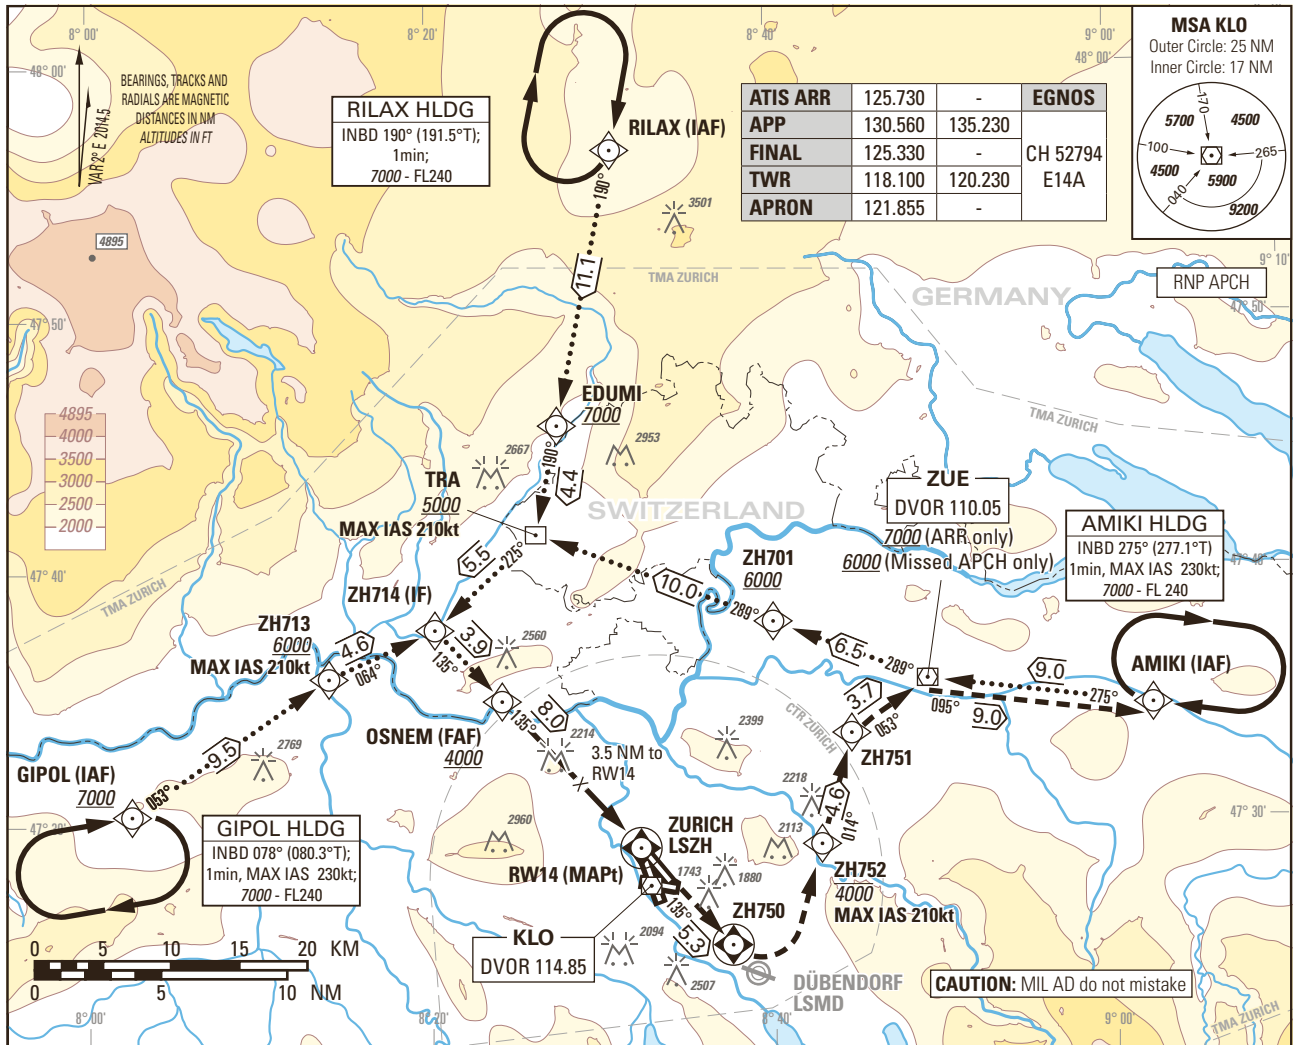 8° 00'
8° 20'
8° 40'
9° 00'
48° 00'
48° 00'
BEARINGS, TRACKS AND
RADIALS ARE MAGNETIC
DISTANCES IN NM
ALTITUDES IN FT
VAR 2° E 2014.5
RILAX HLDG
INBD 190° (191.5°T);
1min;
7000 - FL240
RILAX (IAF)
190°
3501
ATIS ARR 125.730 - EGNOS
APP 130.560 135.230
FINAL 125.330 - CH 52794
TWR 118.100 120.230 E14A
APRON 121.855 -
MSA KLO
Outer Circle: 25 NM
Inner Circle: 17 NM
170
5700
4500
100
265
4500
5900
040
9200
4895
11.1
TMA ZURICH
GERMANY
9° 10'
RNP APCH
47° 50'
47° 50'
EDUMI
7000
TMA ZURICH
4895
4000
3500
3000
2500
2000
2667
2953
190°
4.4
TRA
5000
MAX IAS 210kt
SWITZERLAND
ZUE
DVOR 110.05
7000 (ARR only)
6000 (Missed APCH only)
AMIKI HLDG
INBD 275° (277.1°T)
1min, MAX IAS 230kt;
7000 - FL 240
47° 40'
47° 40'
TMA ZURICH
5.5
225°
ZH701
6000
10.0
289°
ZH714 (IF)
ZH713
6000
MAX IAS 210kt
4.6
064°
3.9
135°
2560
6.5
289°
9.0
275°
095°
9.0
AMIKI (IAF)
3.7
053°
OSNEM (FAF)
4000
135°
8.0
2214
2399
CTR ZURICH
ZH751
9.5
2769
3.5 NM to
RW14
GIPOL (IAF)
7000
053°
2218
4.6
014°
47° 30'
47° 30'
GIPOL HLDG
INBD 078° (080.3°T);
1min, MAX IAS 230kt;
7000 - FL240
2960
ZURICH
LSZH
2113
RW14 (MAPt)
1743
1880
ZH752
4000
MAX IAS 210kt
135°
5.3
ZH750
KLO
DVOR 114.85
2094
2507
DÜBENDORF
LSMD
CAUTION: MIL AD do not mistake
0 5 10 15 20 KM
0 5 10 NM
TMA ZURICH
8° 00'
8° 20'
8° 40'
9° 00'